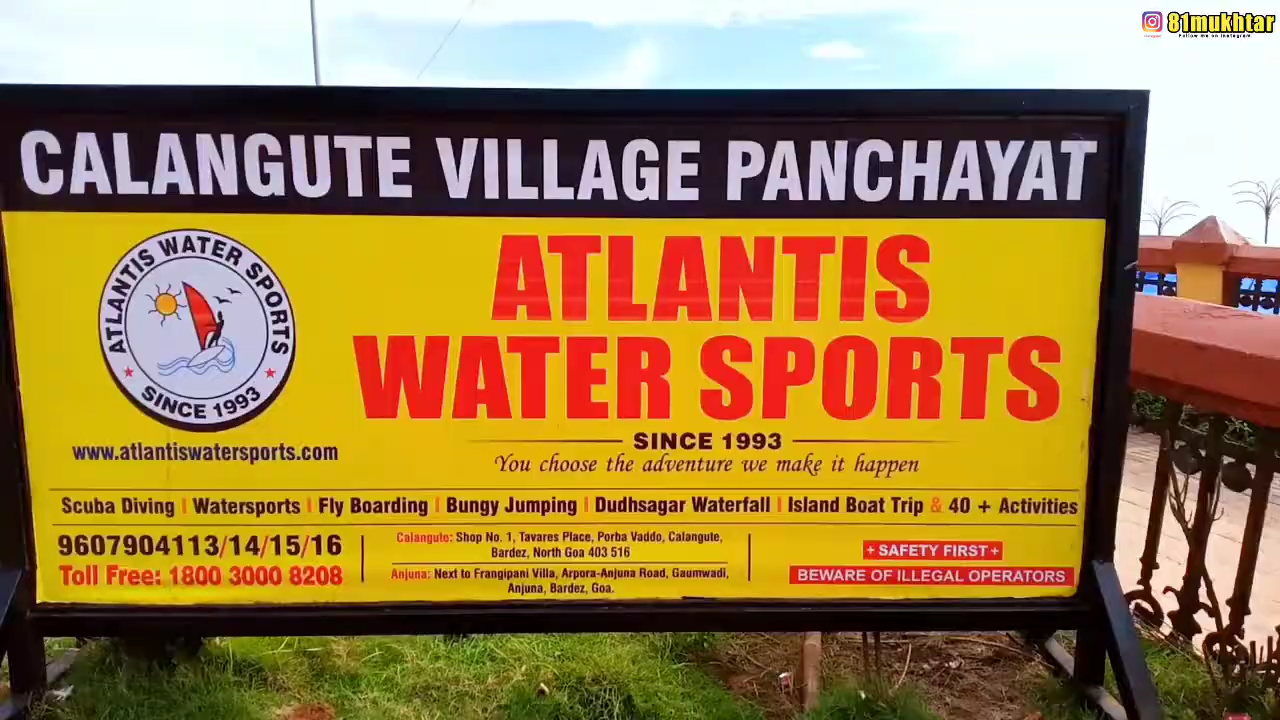 81mukhtar
Follow me on instagram
CALANGUTE VILLAGE PANCHAYAT
ATLANTIS WATER SPORTS
SINCE 1993
www.atlantiswatersports.com
ATLANTIS
WATER SPORTS
SINCE 1993
You choose the adventure we make it happen
Scuba Diving | Watersports | Fly Boarding | Bungy Jumping | Dudhsagar Waterfall | Island Boat Trip & 40 + Activities
9607904113/14/15/16
Toll Free: 1800 3000 8208
Calangute: Shop No. 1, Tavares Place, Porba Vaddo, Calangute,
Bardez, North Goa 403 516
Anjuna: Next to Frangipani Villa, Arpora-Anjuna Road, Gaumwadi,
Anjuna, Bardez, Goa.
+ SAFETY FIRST +
BEWARE OF ILLEGAL OPERATORS